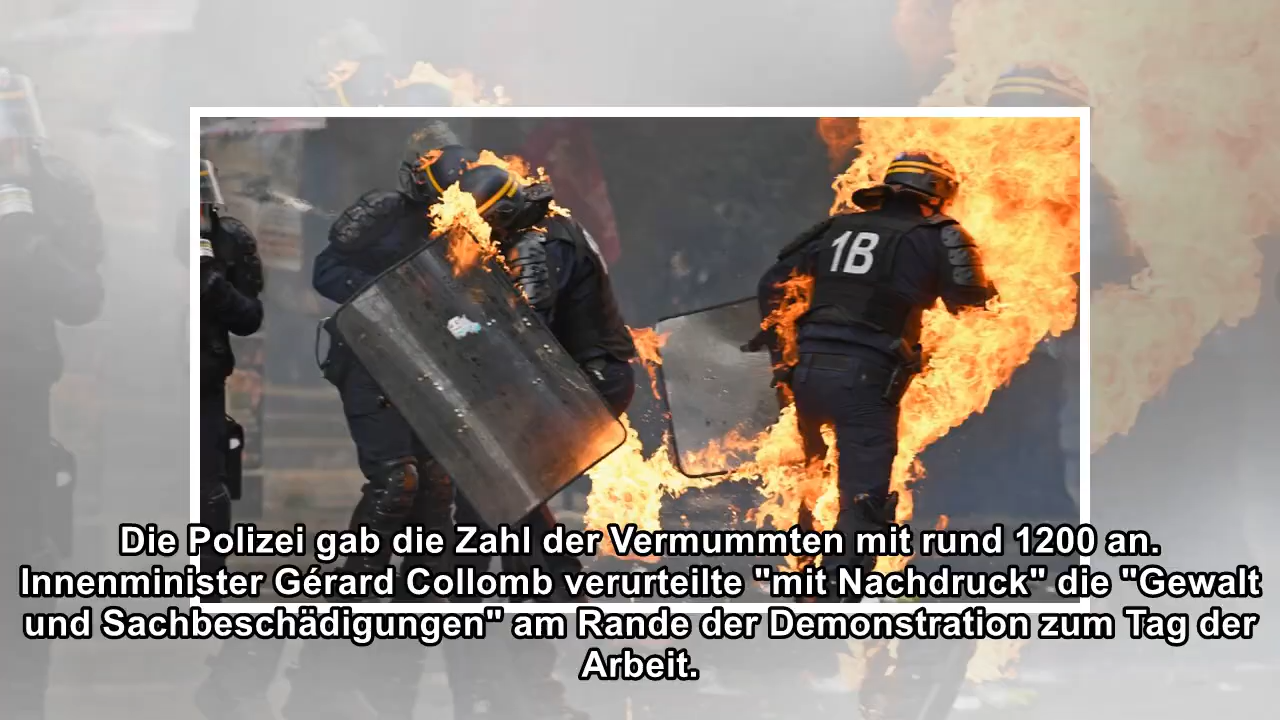 1B
Die Polizei gab die Zahl der Vermummten mit rund 1200 an.
Innenminister Gérard Collomb verurteilte "mit Nachdruck" die "Gewalt
und Sachbeschädigungen" am Rande der Demonstration zum Tag der
Arbeit.